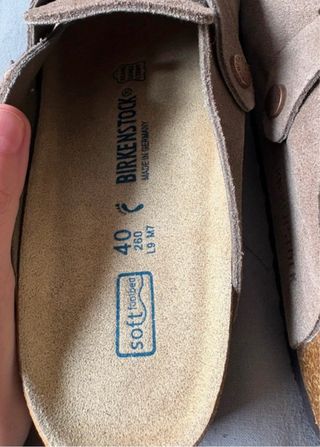 BIRKENSTOCK
MADE IN GERMANY
40
260
L9 M7
soft
footbed